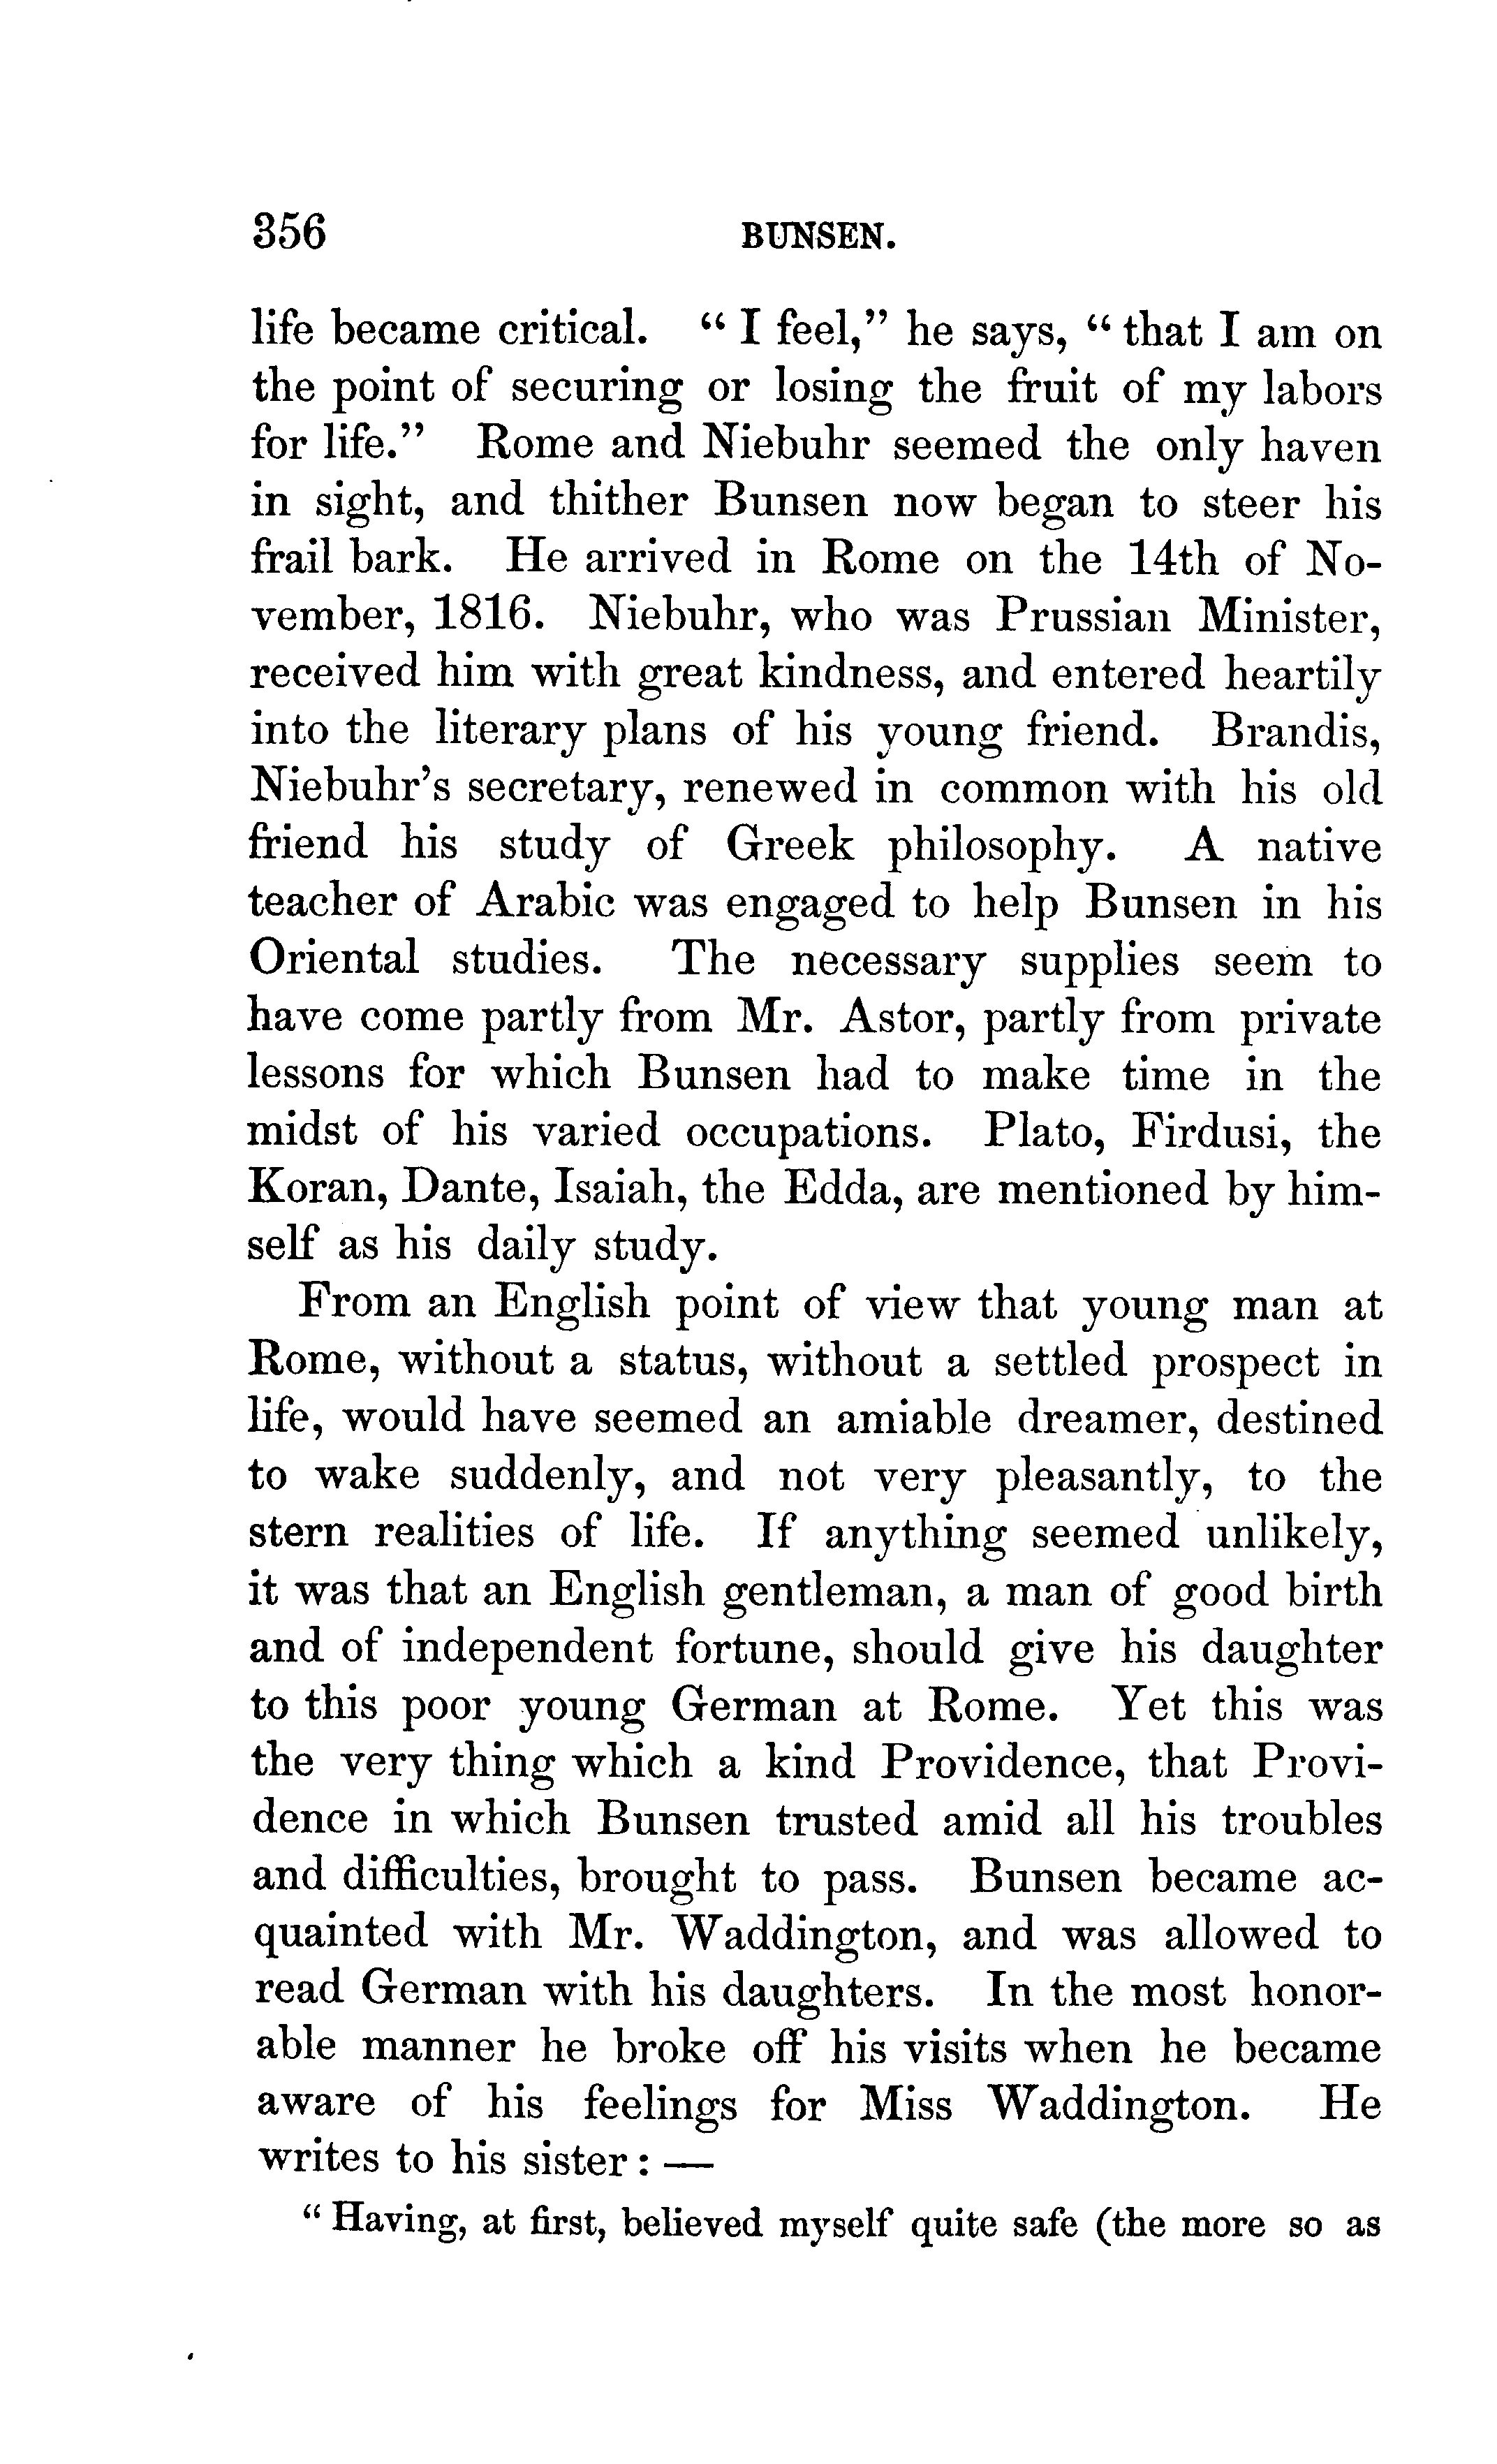 356 BUNSEN.
life became critical. “ I feel,” he says, “ that I am on
the point of securing or losing the fruit of my labors
for life.” Rome and Niebuhr seemed the only haven
in sight, and thither Bunsen now began to steer his
frail bark. He arrived in Rome on the 14th of No-
vember, 1816. Niebuhr, who was Prussian Minister,
received him with great kindness, and entered heartily
into the literary plans of his young friend. Brandis,
Niebuhr’s secretary, renewed in common with his old
friend his study of Greek philosophy. A native
teacher of Arabic was engaged to help Bunsen in his
Oriental studies. The necessary supplies seem to
have come partly from Mr. Astor, partly from private
lessons for which Bunsen had to make time in the
midst of his varied occupations. Plato, Firdusi, the
Koran, Dante, Isaiah, the Edda, are mentioned by him-
self as his daily study.
From an English point of view that young man at
Rome, without a status, without a settled prospect in
life, would have seemed an amiable dreamer, destined
to wake suddenly, and not very pleasantly, to the
stern realities of life. If anything seemed unlikely,
it was that an English gentleman, a man of good birth
and of independent fortune, should give his daughter
to this poor young German at Rome. Yet this was
the very thing which a kind Providence, that Provi-
dence in which Bunsen trusted amid all his troubles
and difficulties, brought to pass. Bunsen became ac-
quainted with Mr. Waddington, and was allowed to
read German with his daughters. In the most honor-
able manner he broke off his visits when he became
aware of his feelings for Miss Waddington. He
writes to his sister : —
“ Having, at first, believed myself quite safe (the more so as